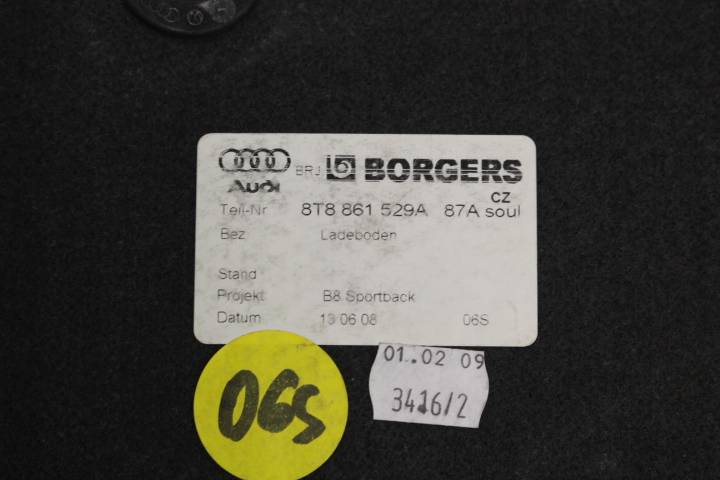 BRJ BORGERS
Audi CZ
Teil-Nr 8T8 861 529A 87A soul
Bez Ladeboden
Stand
Projekt B8 Sportback
Datum 13 06 08 06S
06S
01.02 09
3416/2